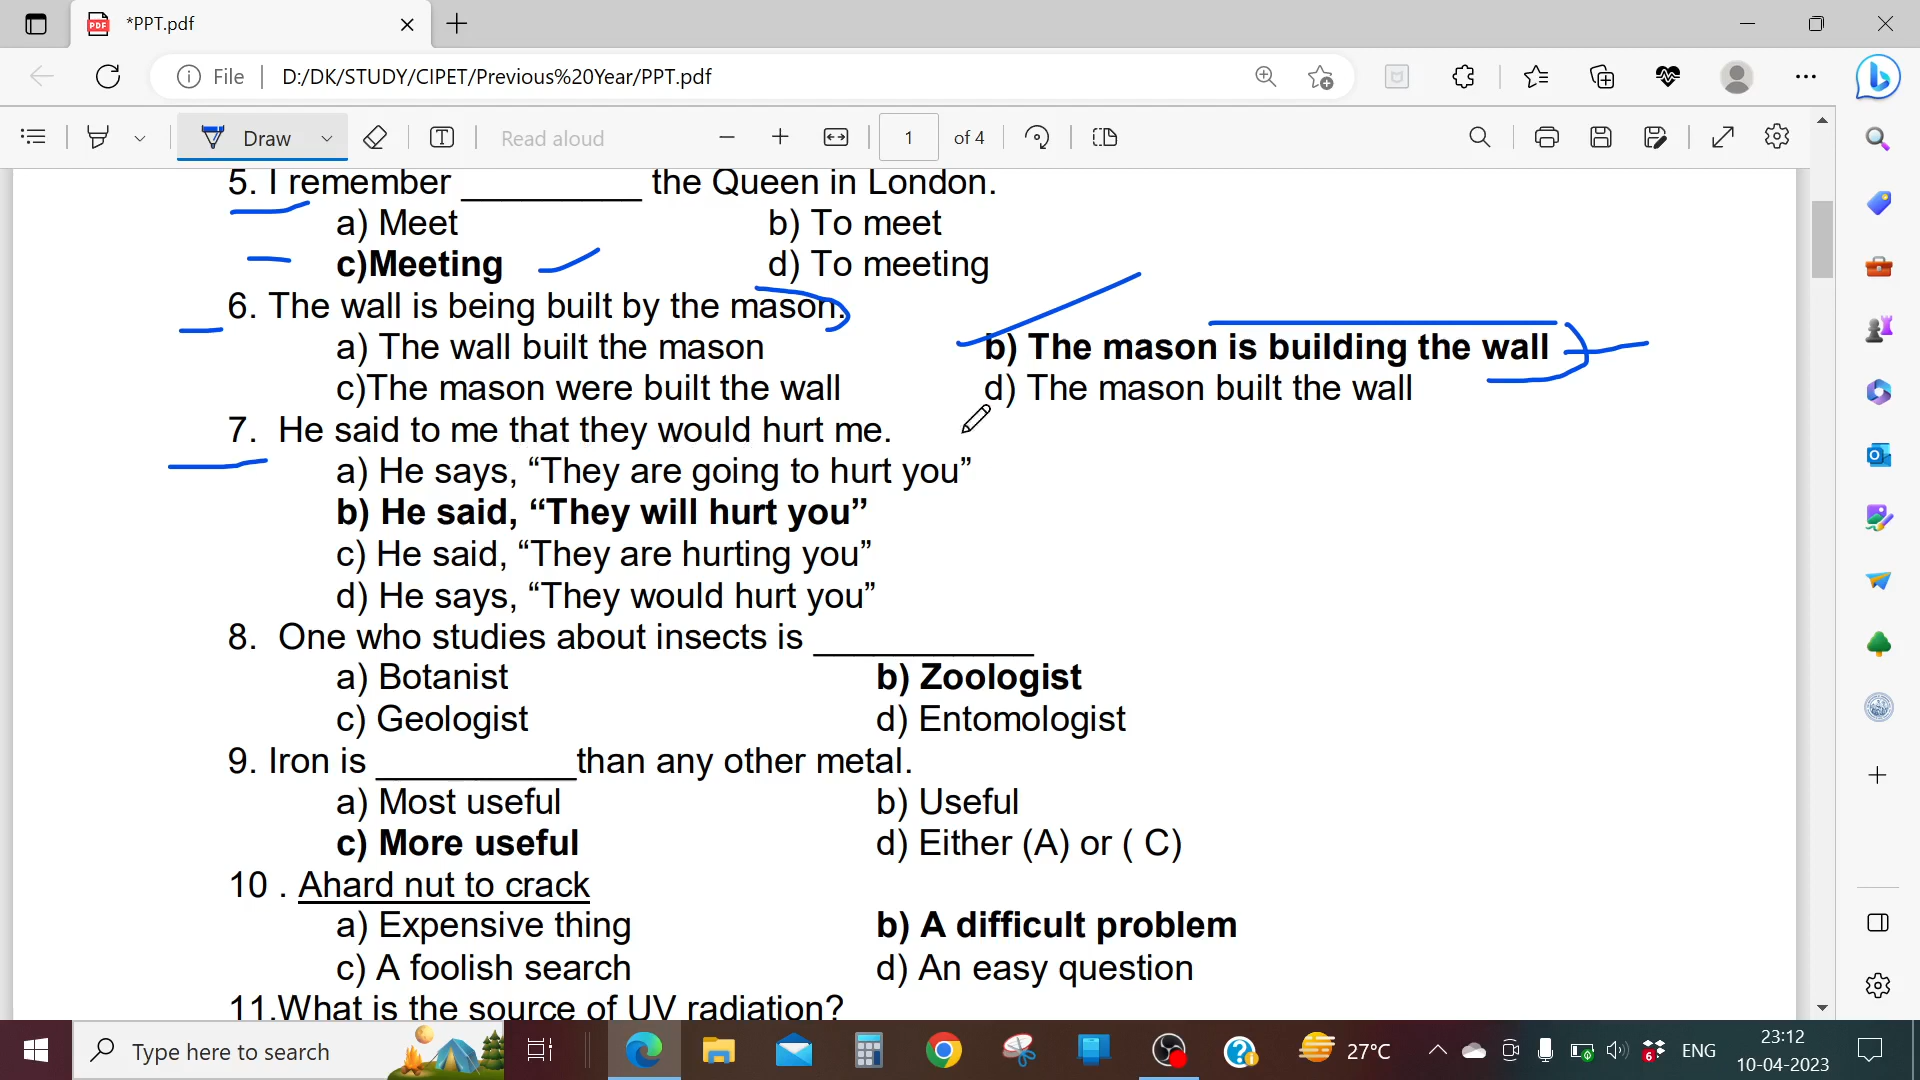 *PPT.pdf
File
D:/DK/STUDY/CIPET/Previous%20Year/PPT.pdf
Draw
Read aloud
1
of 4
5. I remember _________ the Queen in London.
a) Meet b) To meet
c)Meeting d) To meeting
6. The wall is being built by the mason.
a) The wall built the mason b) The mason is building the wall
c)The mason were built the wall d) The mason built the wall
7. He said to me that they would hurt me.
a) He says, “They are going to hurt you”
b) He said, “They will hurt you”
c) He said, “They are hurting you”
d) He says, “They would hurt you”
8. One who studies about insects is ___________
a) Botanist b) Zoologist
c) Geologist d) Entomologist
9. Iron is __________than any other metal.
a) Most useful b) Useful
c) More useful d) Either (A) or ( C)
10 . Ahard nut to crack
a) Expensive thing b) A difficult problem
c) A foolish search d) An easy question
11.What is the source of UV radiation?
Type here to search
27°C
6
ENG
23:12
10-04-2023